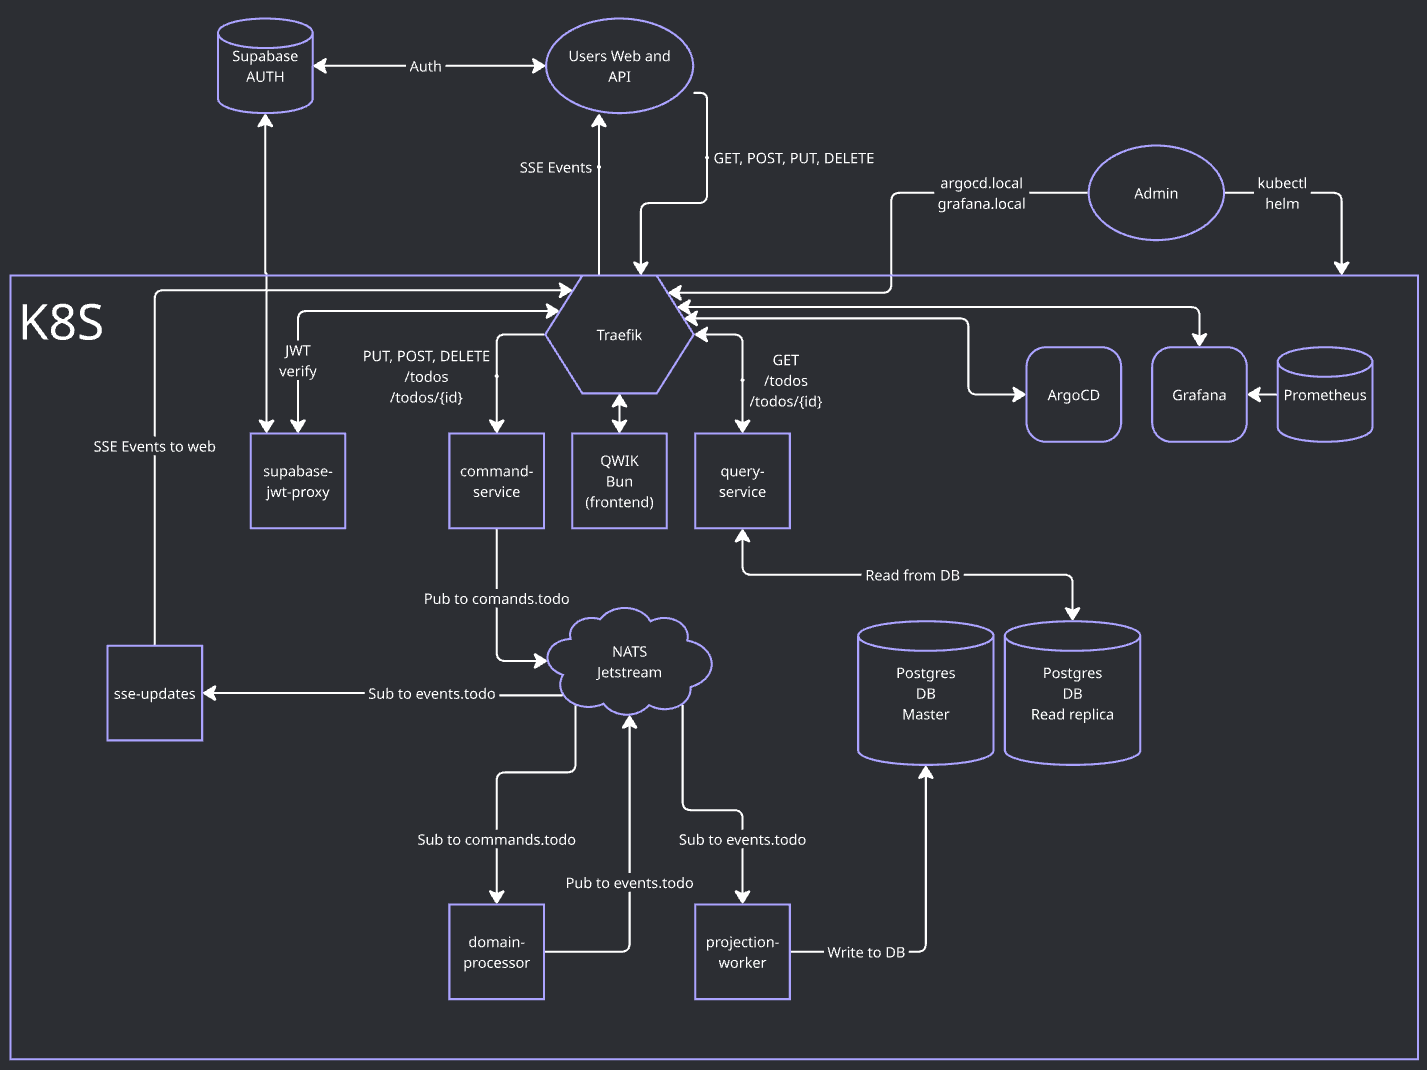 Supabase
AUTH
Auth
Users Web and
API
SSE Events
GET, POST, PUT, DELETE
argocd.local
grafana.local
Admin
kubectl
helm
K8S
Traefik
JWT
verify
PUT, POST, DELETE
/todos
/todos/{id}
GET
/todos
/todos/{id}
ArgoCD
Grafana
Prometheus
SSE Events to web
supabase-
jwt-proxy
command-
service
QWIK
Bun
(frontend)
query-
service
Read from DB
Pub to comands.todo
NATS
Jetstream
Postgres
DB
Master
Postgres
DB
Read replica
sse-updates
Sub to events.todo
Sub to commands.todo
Sub to events.todo
Pub to events.todo
domain-
processor
projection-
worker
Write to DB